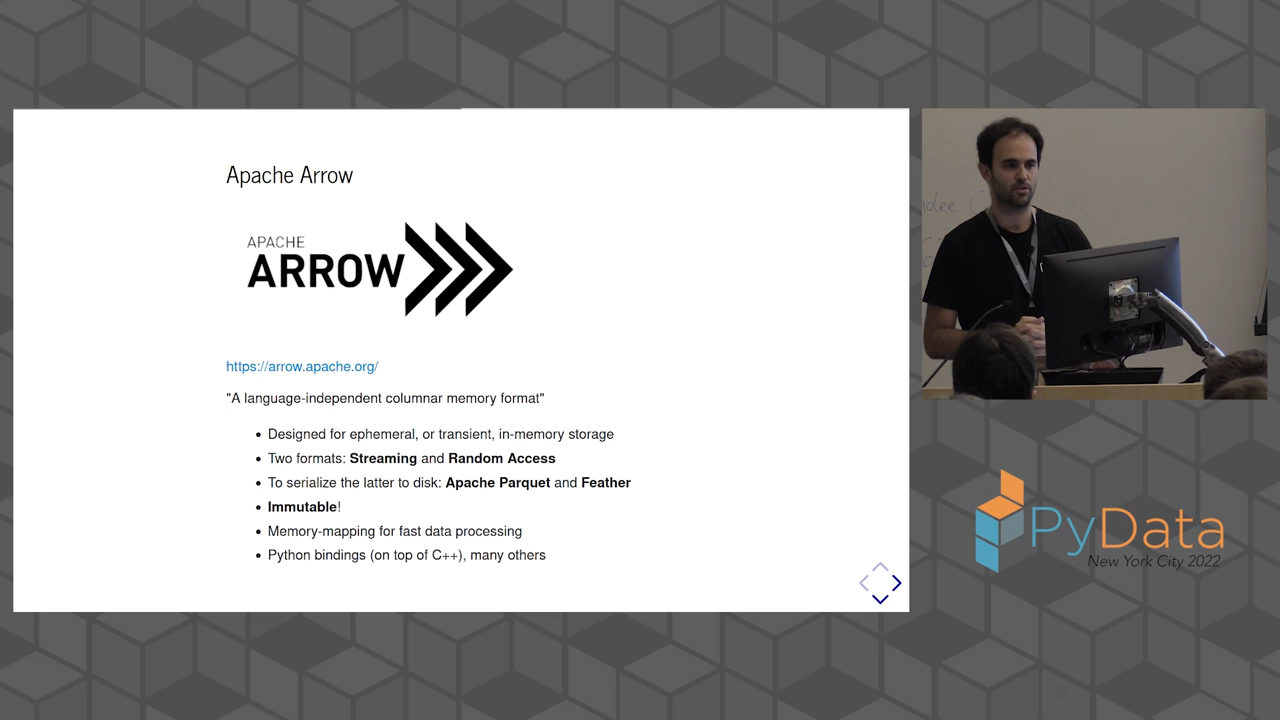 Apache Arrow
APACHE
ARROW
https://arrow.apache.org/
"A language-independent columnar memory format"
• Designed for ephemeral, or transient, in-memory storage
• Two formats: Streaming and Random Access
• To serialize the latter to disk: Apache Parquet and Feather
• Immutable!
• Memory-mapping for fast data processing
• Python bindings (on top of C++), many others
PyData
New York City 2022